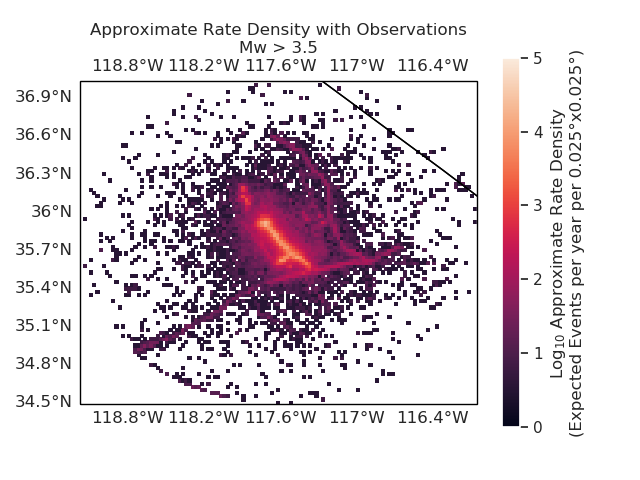 Approximate Rate Density with Observations
Mw > 3.5
118.8°W 118.2°W 117.6°W 117°W 116.4°W
36.9°N
36.6°N
36.3°N
36°N
35.7°N
35.4°N
35.1°N
34.8°N
34.5°N
118.8°W 118.2°W 117.6°W 117°W 116.4°W
5
4
3
2
1
0
Log₁₀ Approximate Rate Density
(Expected Events per year per 0.025°x0.025°)